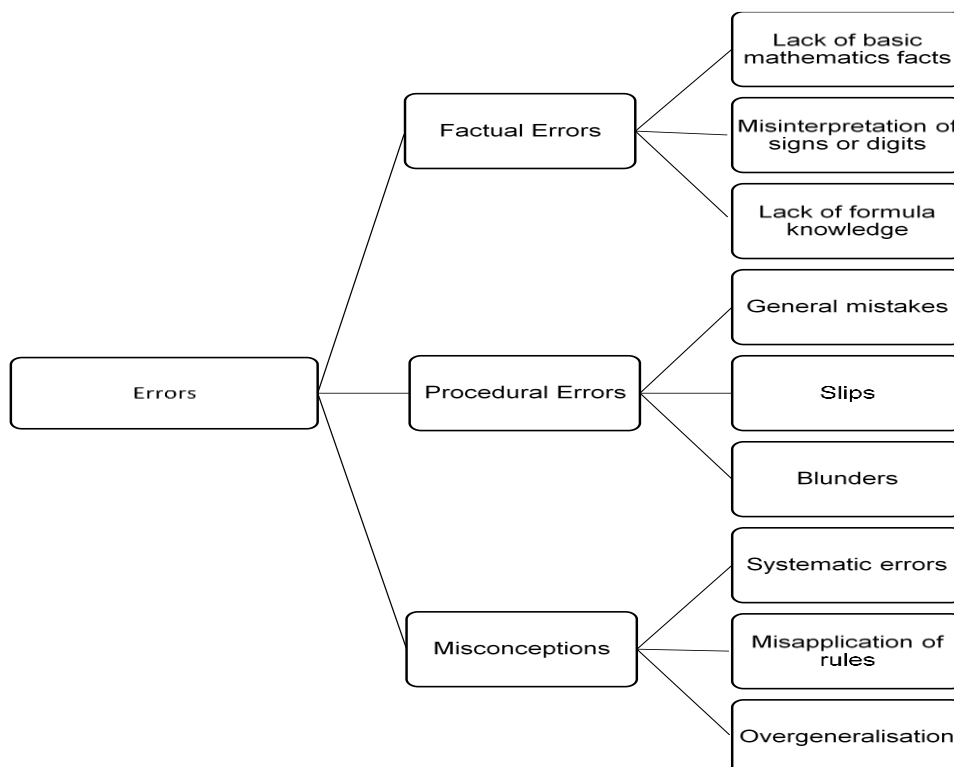 Errors
Factual Errors
Lack of basic
mathematics facts
Misinterpretation of
signs or digits
Lack of formula
knowledge
Procedural Errors
General mistakes
Slips
Blunders
Misconceptions
Systematic errors
Misapplication of
rules
Overgeneralisation